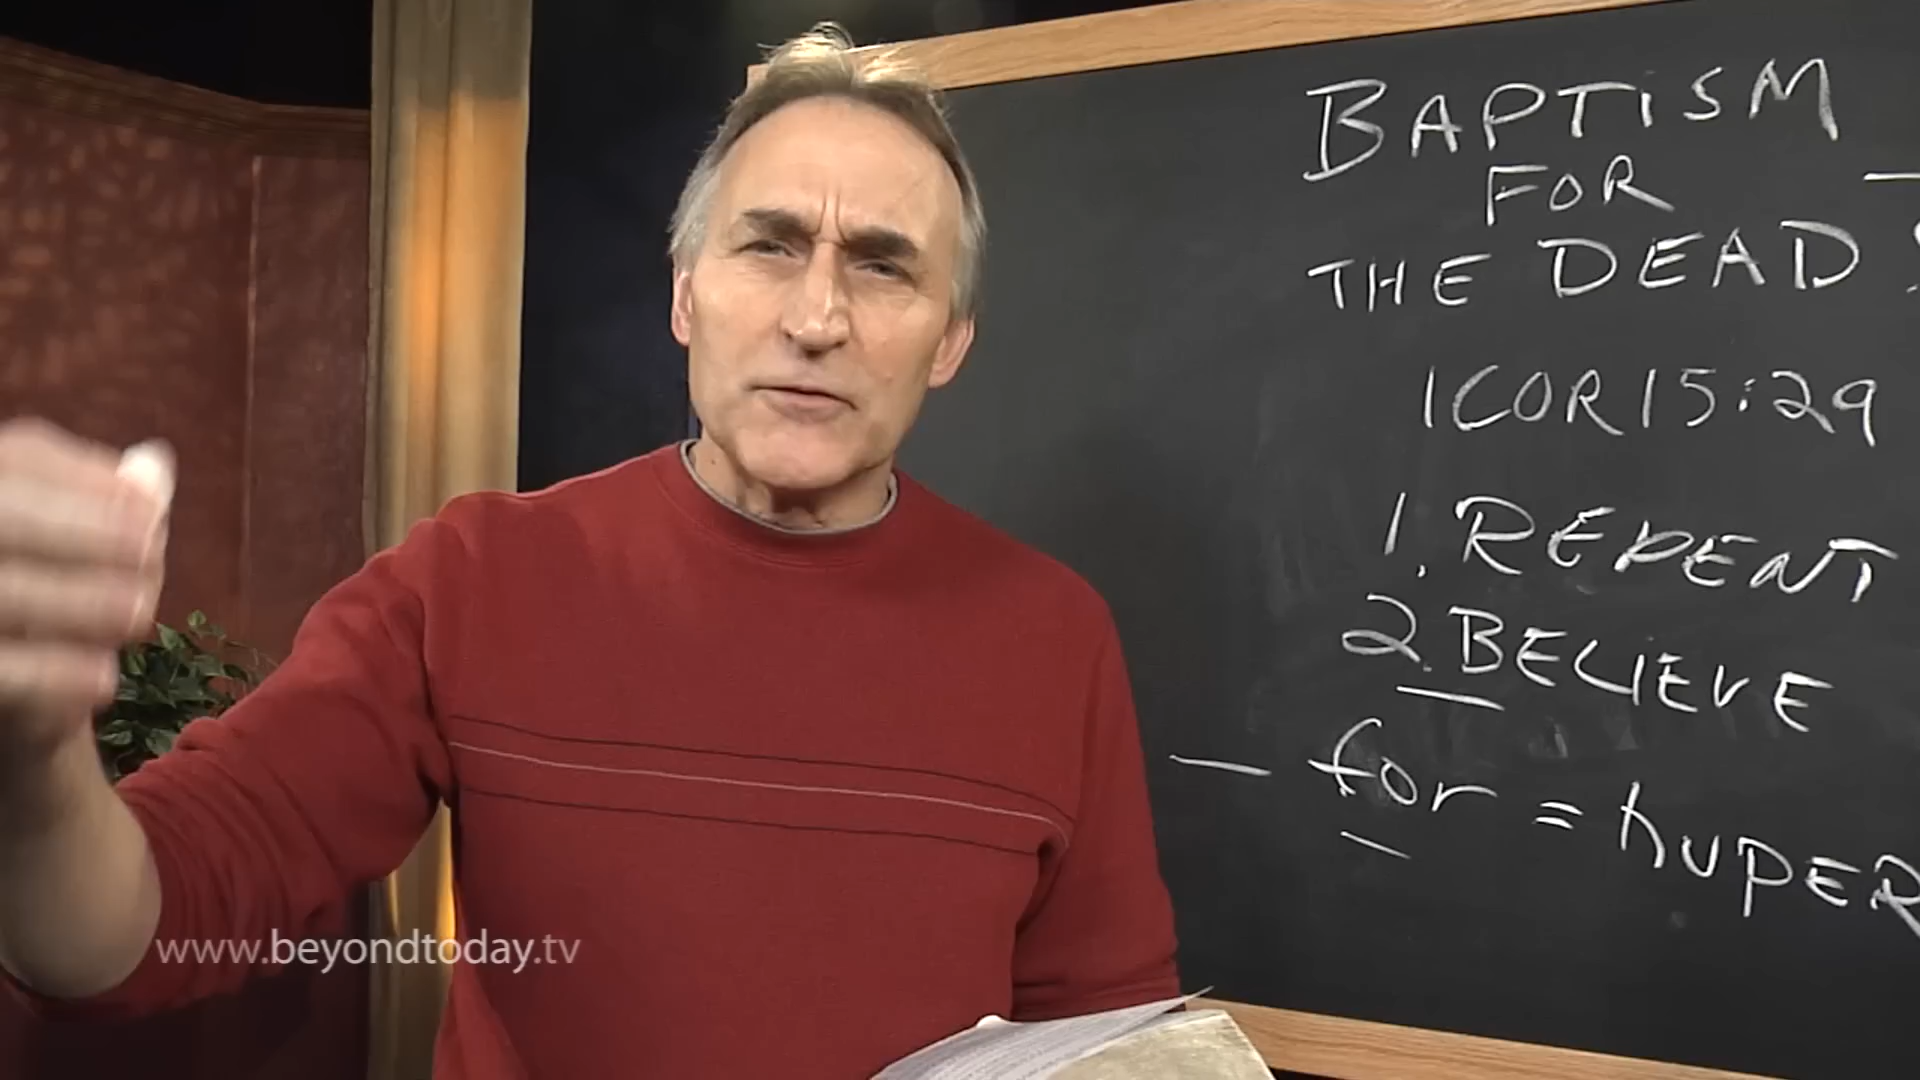 BAPTISM
FOR
THE DEAD
1COR15:29
1. REPENT
2. BELIEVE
— for = hUPER
www.beyondtoday.tv